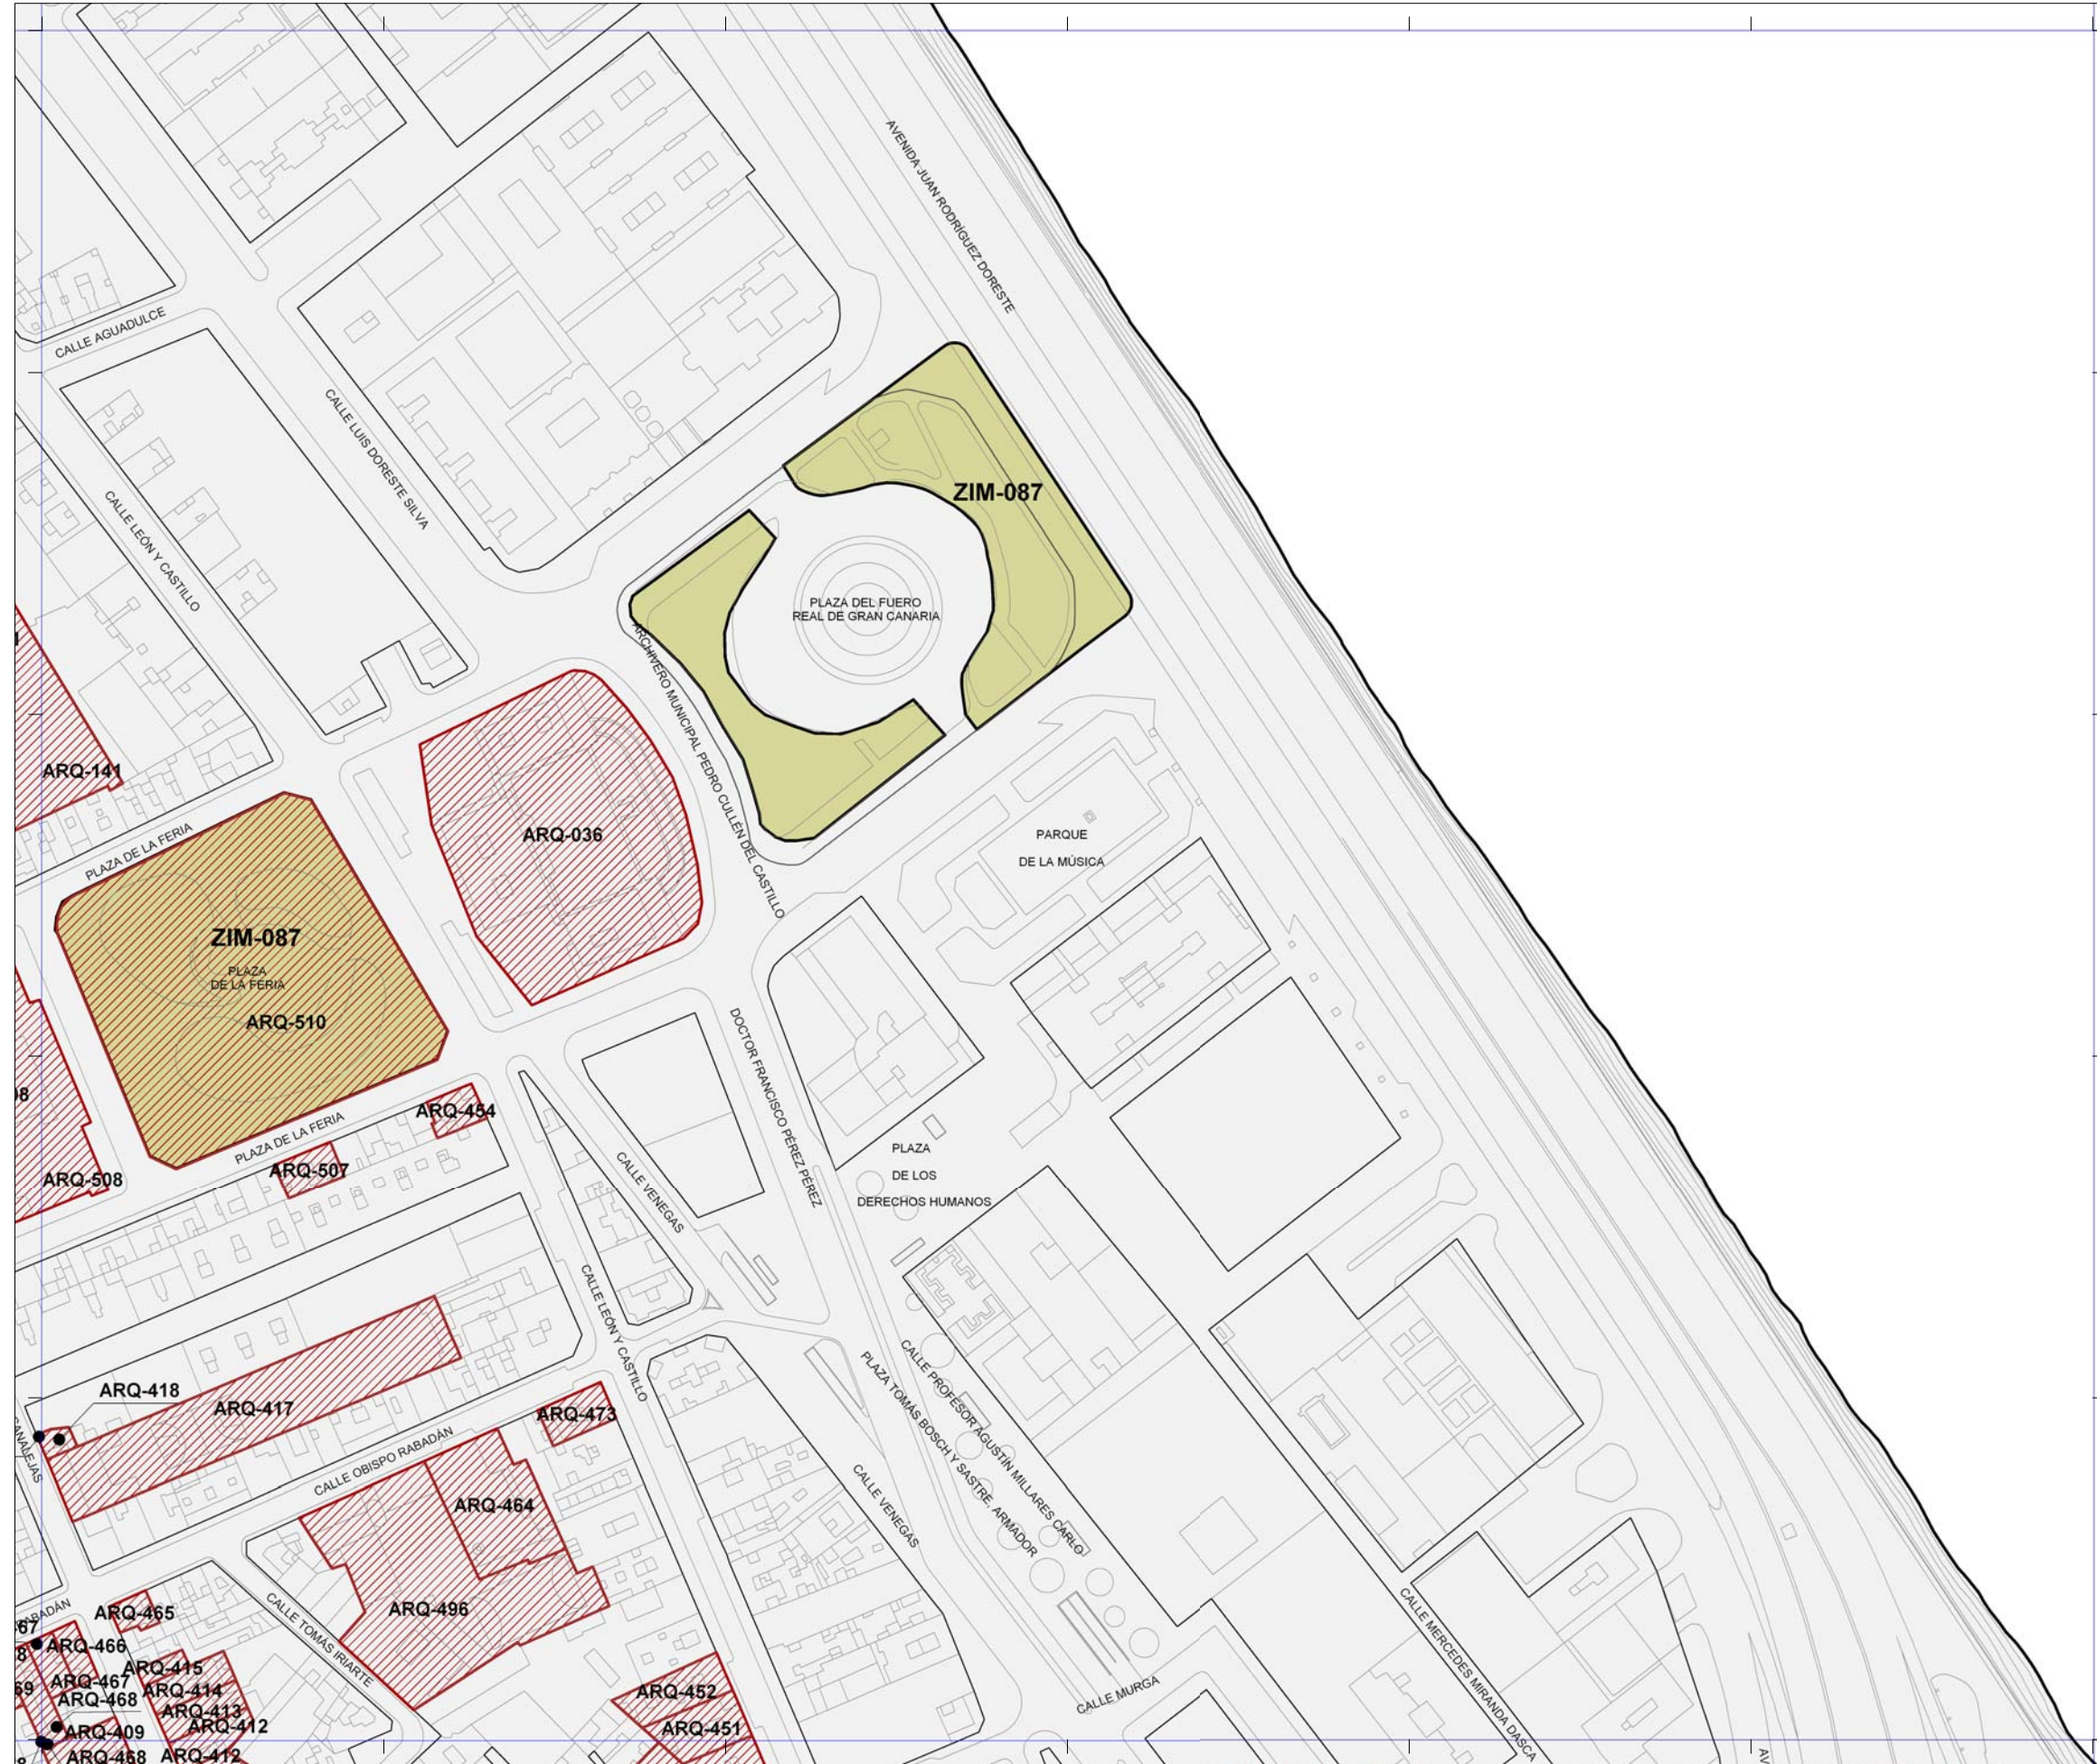 AVENIDA JUAN RODRÍGUEZ DORESTE
CALLE AGUADULCE
CALLE LUIS DORESTE SILVA
CALLE LEÓN Y CASTILLO
ZIM-087
PLAZA DEL FUERO
REAL DE GRAN CANARIA
ARCHIVERO MUNICIPAL PEDRO CULLÉN DEL CASTILLO
ARQ-141
ARQ-036
PARQUE
DE LA MÚSICA
PLAZA DE LA FERIA
ZIM-087
PLAZA
DE LA FERIA
ARQ-510
DOCTOR FRANCISCO PÉREZ PÉREZ
ARQ-454
PLAZA DE LA FERIA
ARQ-507
ARQ-508
CALLE VENEGAS
PLAZA
DE LOS
DERECHOS HUMANOS
CALLE LEÓN Y CASTILLO
ARQ-418
ARQ-417
ARQ-473
CALLE OBISPO RABADÁN
ARQ-464
CALLE PROFESOR AGUSTÍN MILLARES CARLO
PLAZA TOMÁS BOSCH Y SASTRE, ARMADOR
CALLE VENEGAS
ARQ-496
CALLE TOMÁS IRIARTE
CALLE MERCEDES MIRANDA DASCA
ARQ-465
ARQ-466
ARQ-415
ARQ-467
ARQ-414
ARQ-468
ARQ-413
ARQ-409
ARQ-412
ARQ-468
ARQ-412
ARQ-452
ARQ-451
CALLE MURGA